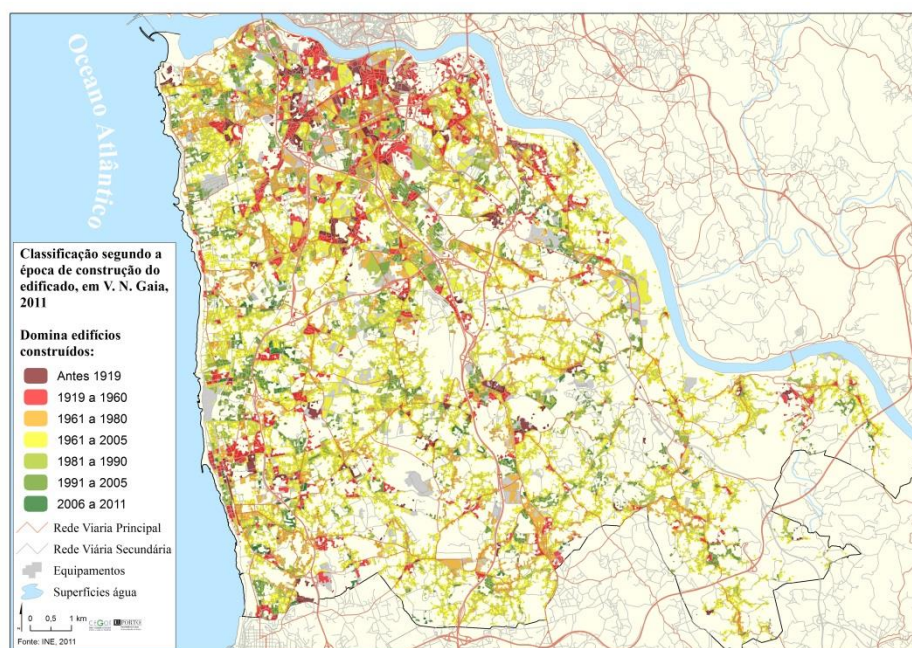 Oceano Atlântico
Classificação segundo a
época de construção do
edificado, em V. N. Gaia,
2011
Domina edifícios
construídos:
Antes 1919
1919 a 1960
1961 a 1980
1961 a 2005
1981 a 1990
1991 a 2005
2006 a 2011
Rede Viaria Principal
Rede Viária Secundária
Equipamentos
Superfícies água
0 0,5 1 km
PORTO
Fonte: INE, 2011